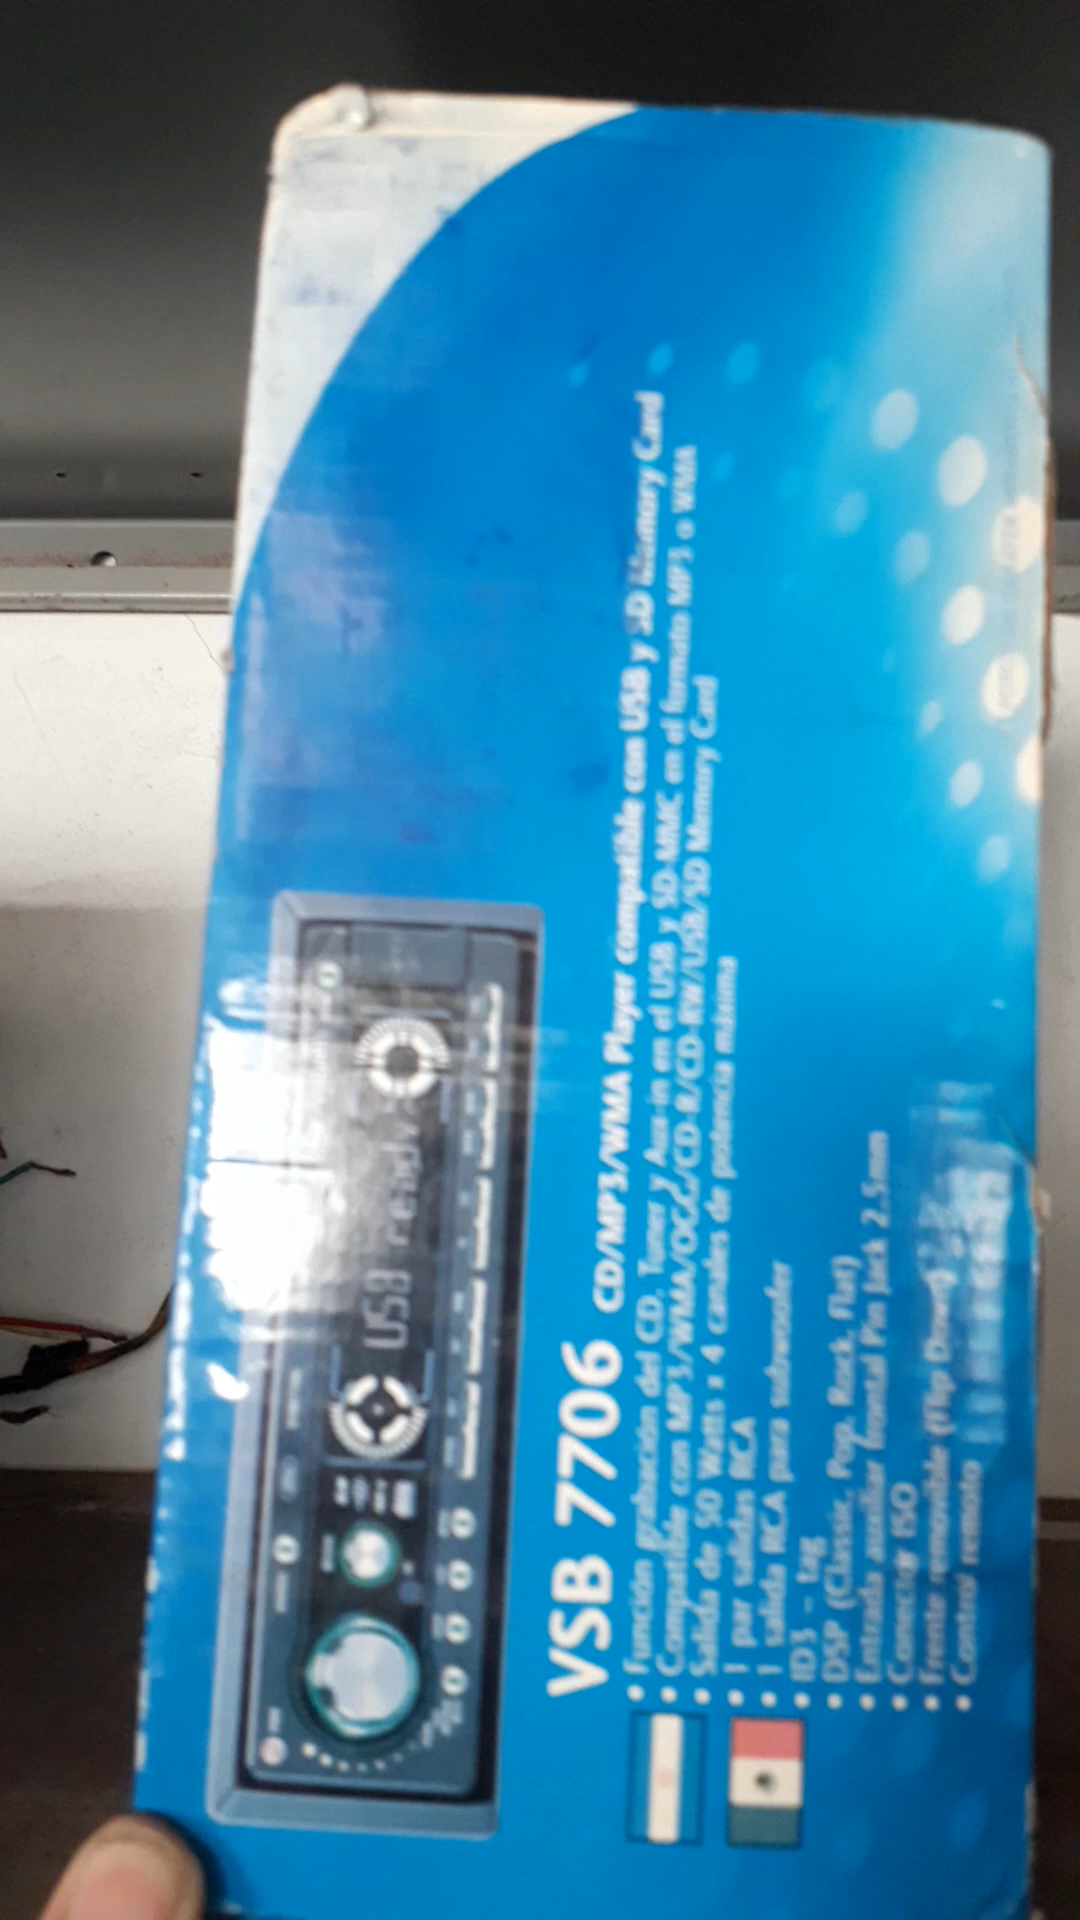 USB ready
VSB 7706 CD/MP3/WMA Player compatible con USB y SD Memory Card
• Función grabación del CD, Tuner y Aux-in en el USB y SD-MMC en el formato MP3 o WMA
• Compatible con MP3/WMA/OGG/CD-R/CD-RW/USB/SD Memory Card
• Salida de 50 Watts x 4 canales de potencia máxima
• 1 par salidas RCA
• 1 salida RCA para subwoofer
• ID3 - tag
• DSP (Classic, Pop, Rock, Flat)
• Entrada auxiliar frontal Pin Jack 2.5mm
• Conector ISO
• Frente removible (Flip Down)
• Control remoto